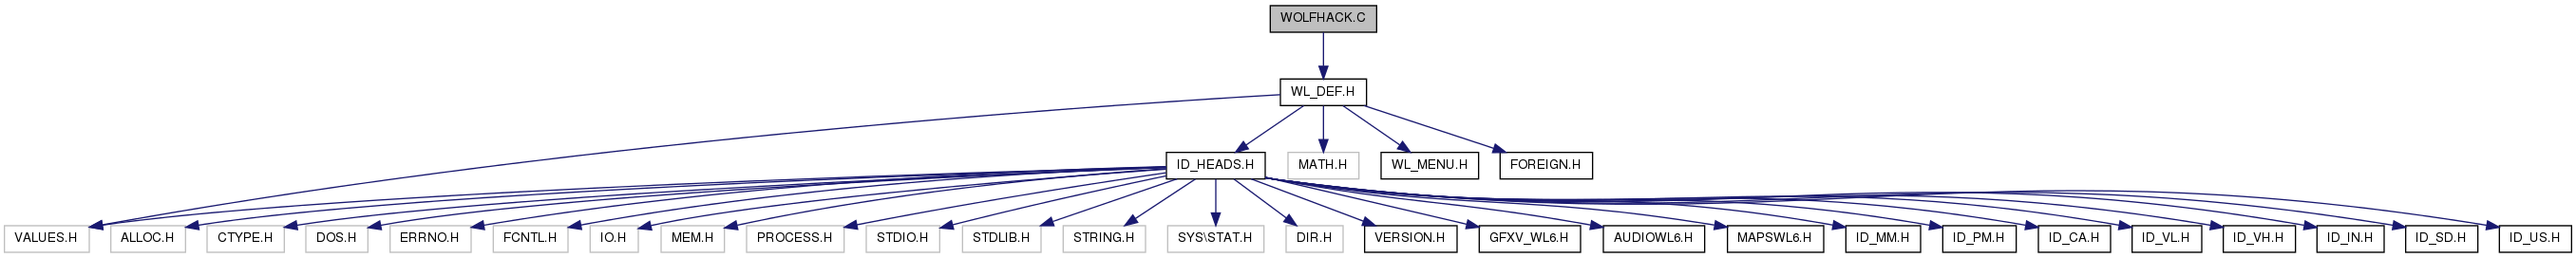 WOLFHACK.C
WL_DEF.H
ID_HEADS.H
MATH.H
WL_MENU.H
FOREIGN.H
VALUES.H
ALLOC.H
CTYPE.H
DOS.H
ERRNO.H
FCNTL.H
IO.H
MEM.H
PROCESS.H
STDIO.H
STDLIB.H
STRING.H
SYS\STAT.H
DIR.H
VERSION.H
GFXV_WL6.H
AUDIOWL6.H
MAPSWL6.H
ID_MM.H
ID_PM.H
ID_CA.H
ID_VL.H
ID_VH.H
ID_IN.H
ID_SD.H
ID_US.H